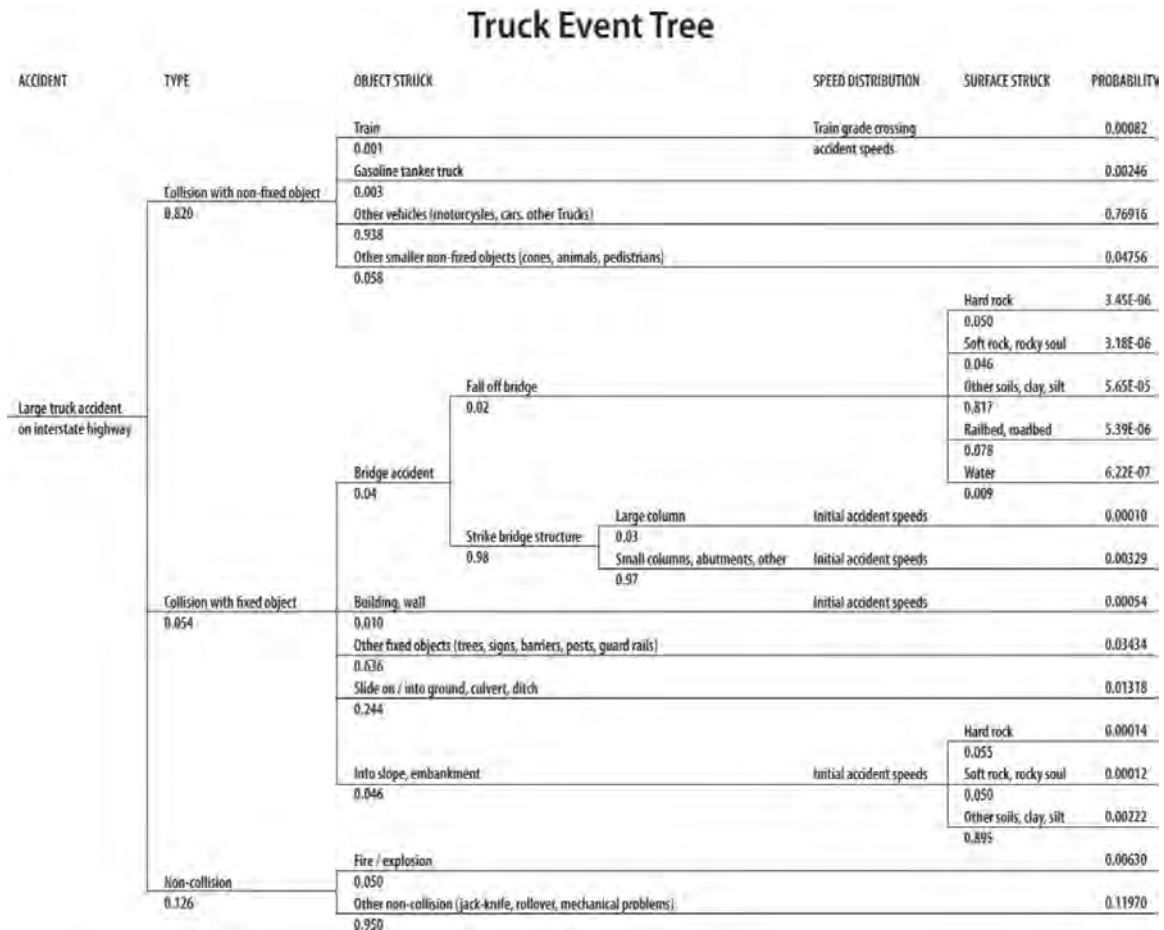 Truck Event Tree
ACCIDENT TYPE OBJECT STRUCK SPEED DISTRIBUTION SURFACE STRUCK PROBABILITY
Train Train grade crossing 0.00082
0.001 accident speeds
Gasoline tanker truck 0.00246
Collision with non-fixed object 0.003
0.820 Other vehicles (motorcycles, cars. other Trucks) 0.76916
0.938
Other smaller non-fixed objects (cones, animals, pedistrians) 0.04756
0.058
Hard rock 3.45E-06
0.050
Soft rock, rocky soul 3.18E-06
0.046
Fall off bridge Other soils, clay, silt 5.65E-05
0.02 0.817
Large truck accident
on interstate highway Railbed, roadbed 5.39E-06
0.078
Bridge accident Water 6.22E-07
0.04 0.009
Large column Initial accident speeds 0.00010
Strike bridge structure 0.03
0.98 Small columns, abutments, other Initial accident speeds 0.00329
0.97
Collision with fixed object Building, wall Initial accident speeds 0.00054
0.054 0.010
Other fixed objects (trees, signs, barriers, posts, guard rails) 0.03434
0.636
Slide on / into ground, culvert, ditch 0.01318
0.244
Hard rock 0.00014
0.055
Into slope, embankment Initial accident speeds Soft rock, rocky soul 0.00012
0.046 0.050
Other soils, clay, silt 0.00222
0.895
Fire / explosion 0.00630
Non-collision 0.050
0.126 Other non-collision (jack-knife, rollover, mechanical problems) 0.11970
0.950